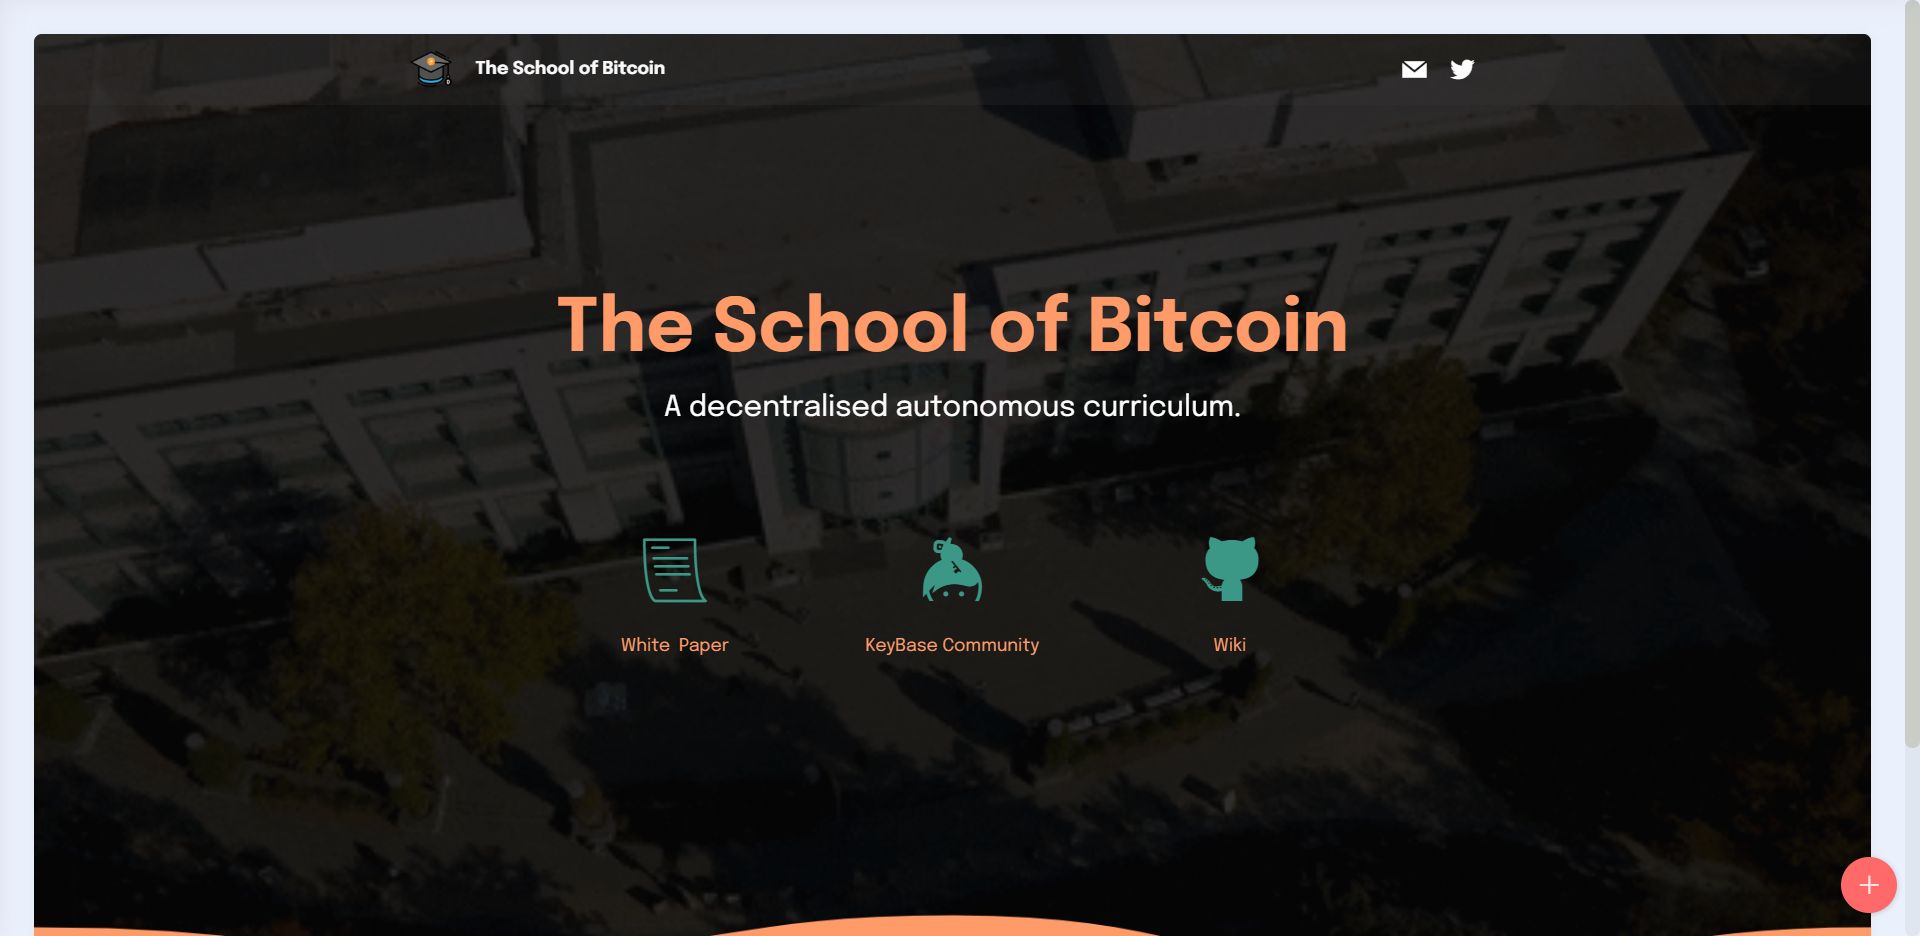 The School of Bitcoin
The School of Bitcoin
A decentralised autonomous curriculum.
White Paper
KeyBase Community
Wiki